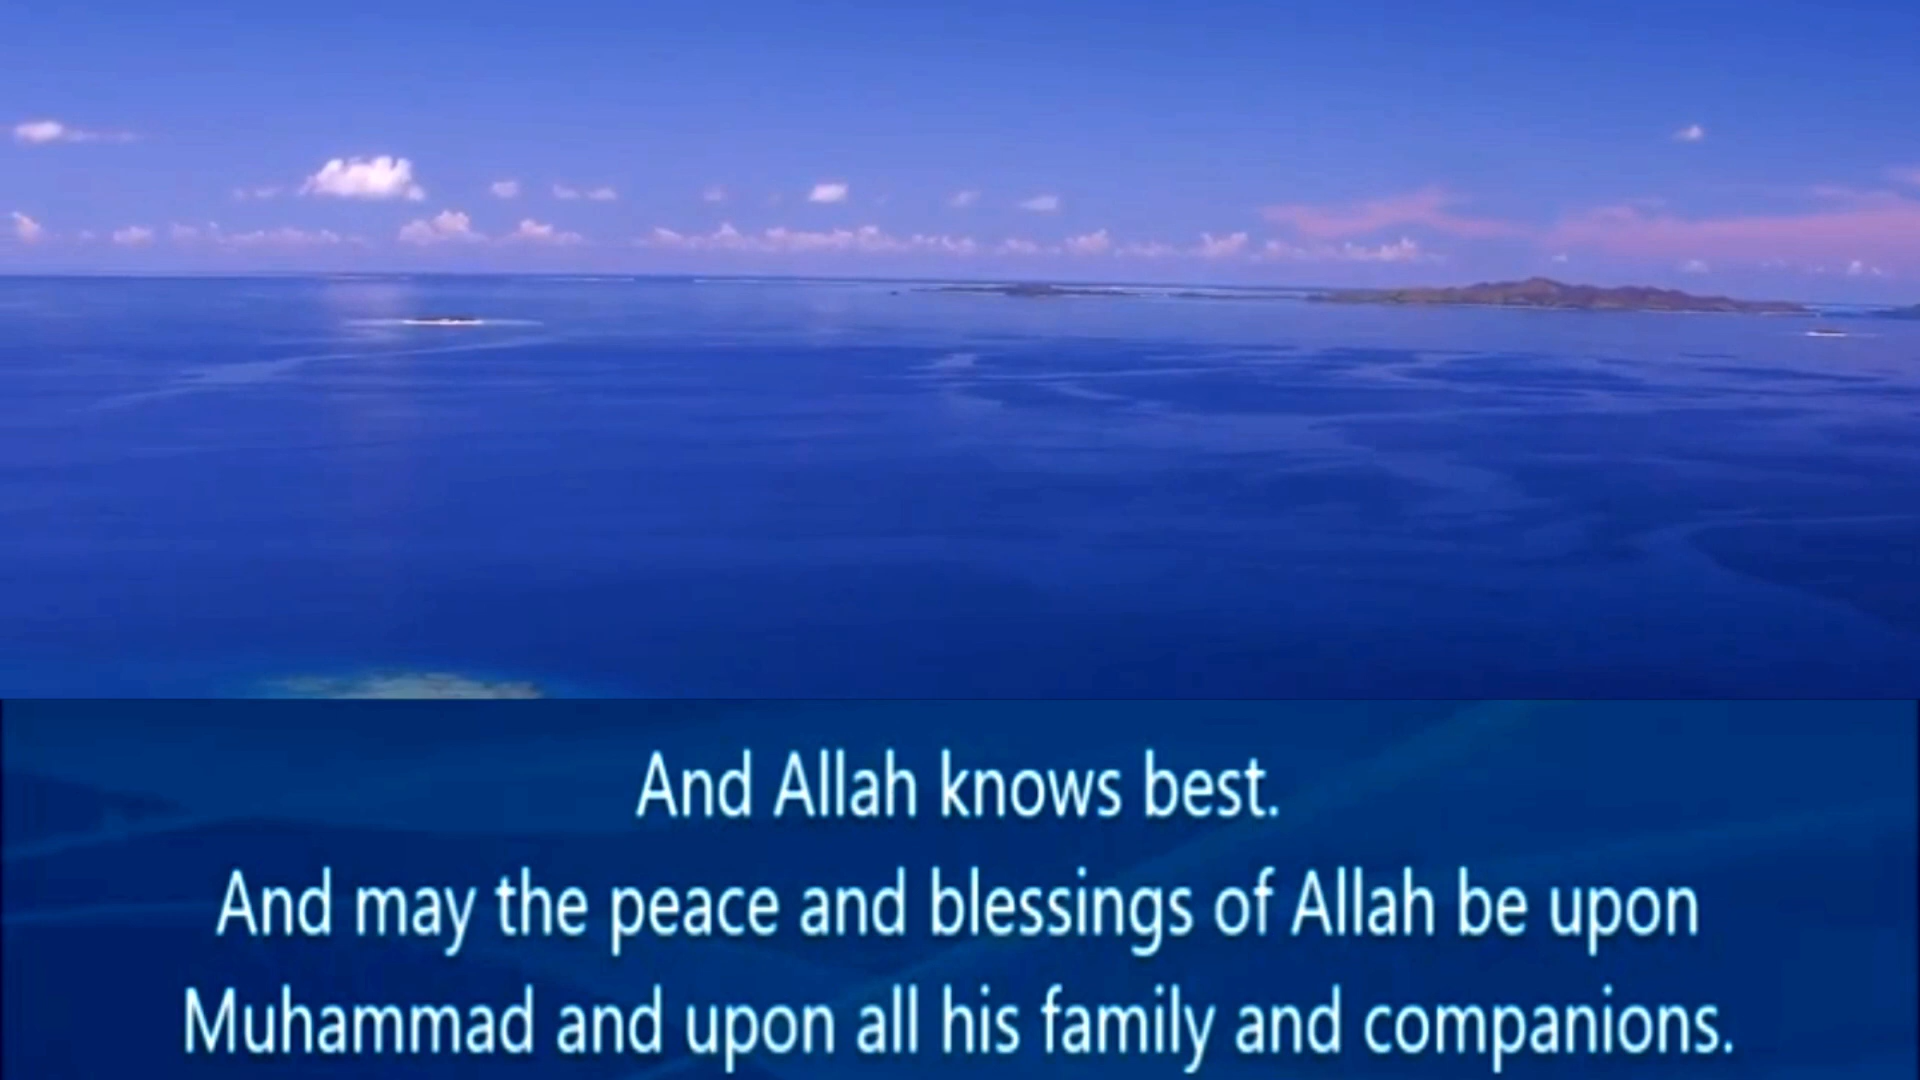 And Allah knows best.
And may the peace and blessings of Allah be upon
Muhammad and upon all his family and companions.